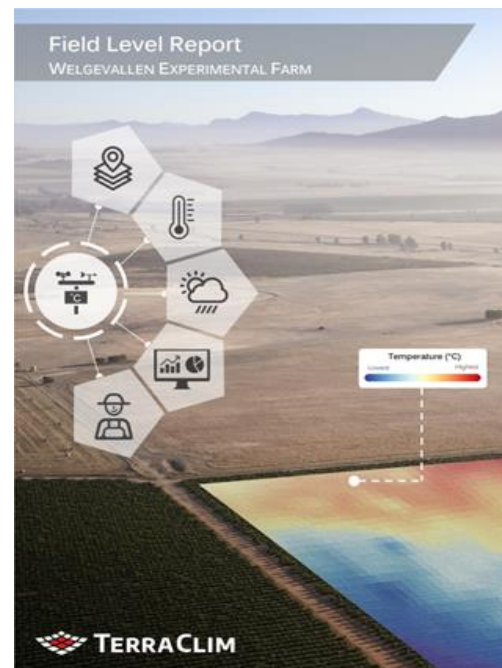 Field Level Report
WELGEVALLEN EXPERIMENTAL FARM
°C
Temperature (°C)
Lowest Highest
TERRACLIM